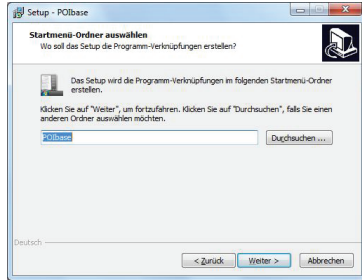 Setup - POIbase
Startmenü-Ordner auswählen
Wo soll das Setup die Programm-Verknüpfungen erstellen?
Das Setup wird die Programm-Verknüpfungen im folgenden Startmenü-Ordner
erstellen.
Klicken Sie auf "Weiter", um fortzufahren. Klicken Sie auf "Durchsuchen", falls Sie einen
anderen Ordner auswählen möchten.
POIbase
Durchsuchen ...
Deutsch
< Zurück
Weiter >
Abbrechen